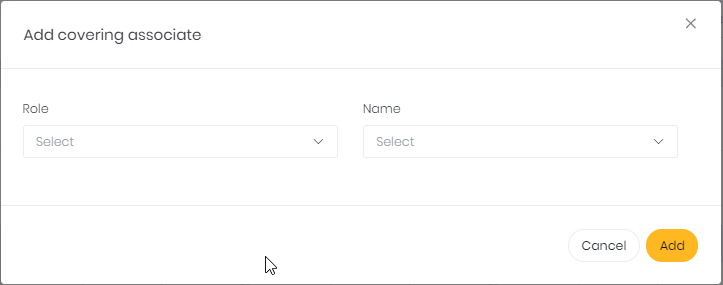 Add covering associate
Role
Name
Select
Select
Cancel
Add